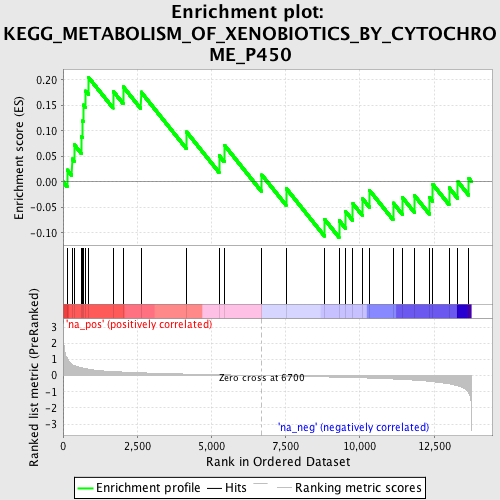 Enrichment plot:
KEGG_METABOLISM_OF_XENOBIOTICS_BY_CYTOCHRO
ME_P450
Enrichment score (ES)
0.20
0.15
0.10
0.05
0.00
-0.05
-0.10
'na_pos' (positively correlated)
Ranked list metric (PreRanked)
3
2
1
0
-1
-2
-3
Zero cross at 6700
'na_neg' (negatively correlated)
0
2,500
5,000
7,500
10,000
12,500
Rank in Ordered Dataset
Enrichment profile
Hits
Ranking metric scores